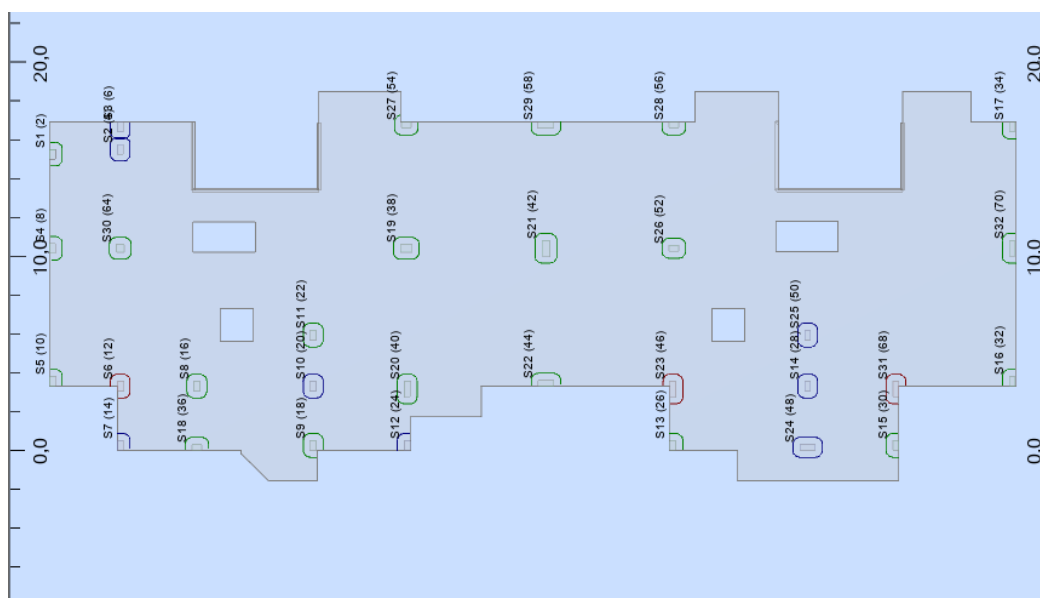 20,0
20,0
S27 (54)
S29 (58)
S28 (56)
S17 (34)
S1 (2)
S2 (4)
S3 (6)
S4 (8)
S30 (64)
S19 (38)
S21 (42)
S26 (52)
S32 (70)
10,0
10,0
S11 (22)
S25 (50)
S5 (10)
S6 (12)
S8 (16)
S10 (20)
S20 (40)
S22 (44)
S23 (46)
S14 (28)
S31 (68)
S16 (32)
S7 (14)
S18 (36)
S9 (18)
S12 (24)
S13 (26)
S24 (48)
S15 (30)
0,0
0,0